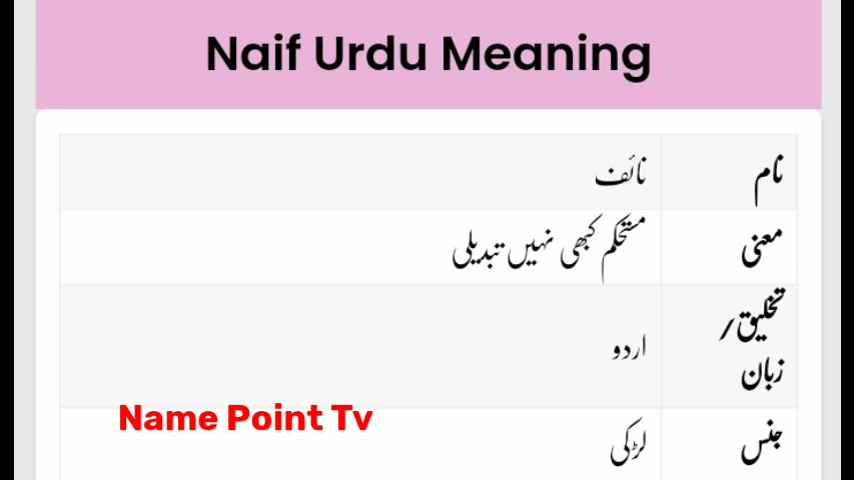 Naif Urdu Meaning
نام نائف
معنی مستحکم کبھی نہیں تبدیلی
تخلیق/
زبان اردو
جنس لڑکی
Name Point Tv